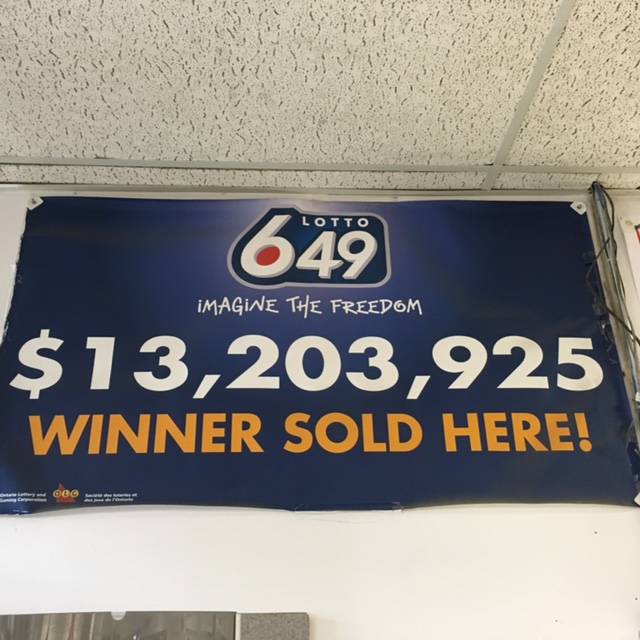 LOTTO
649
IMAGINE THE FREEDOM
$13,203,925
WINNER SOLD HERE!
Ontario Lottery and
Gaming Corporation
OLG
Société des loteries et
des jeux de l'Ontario